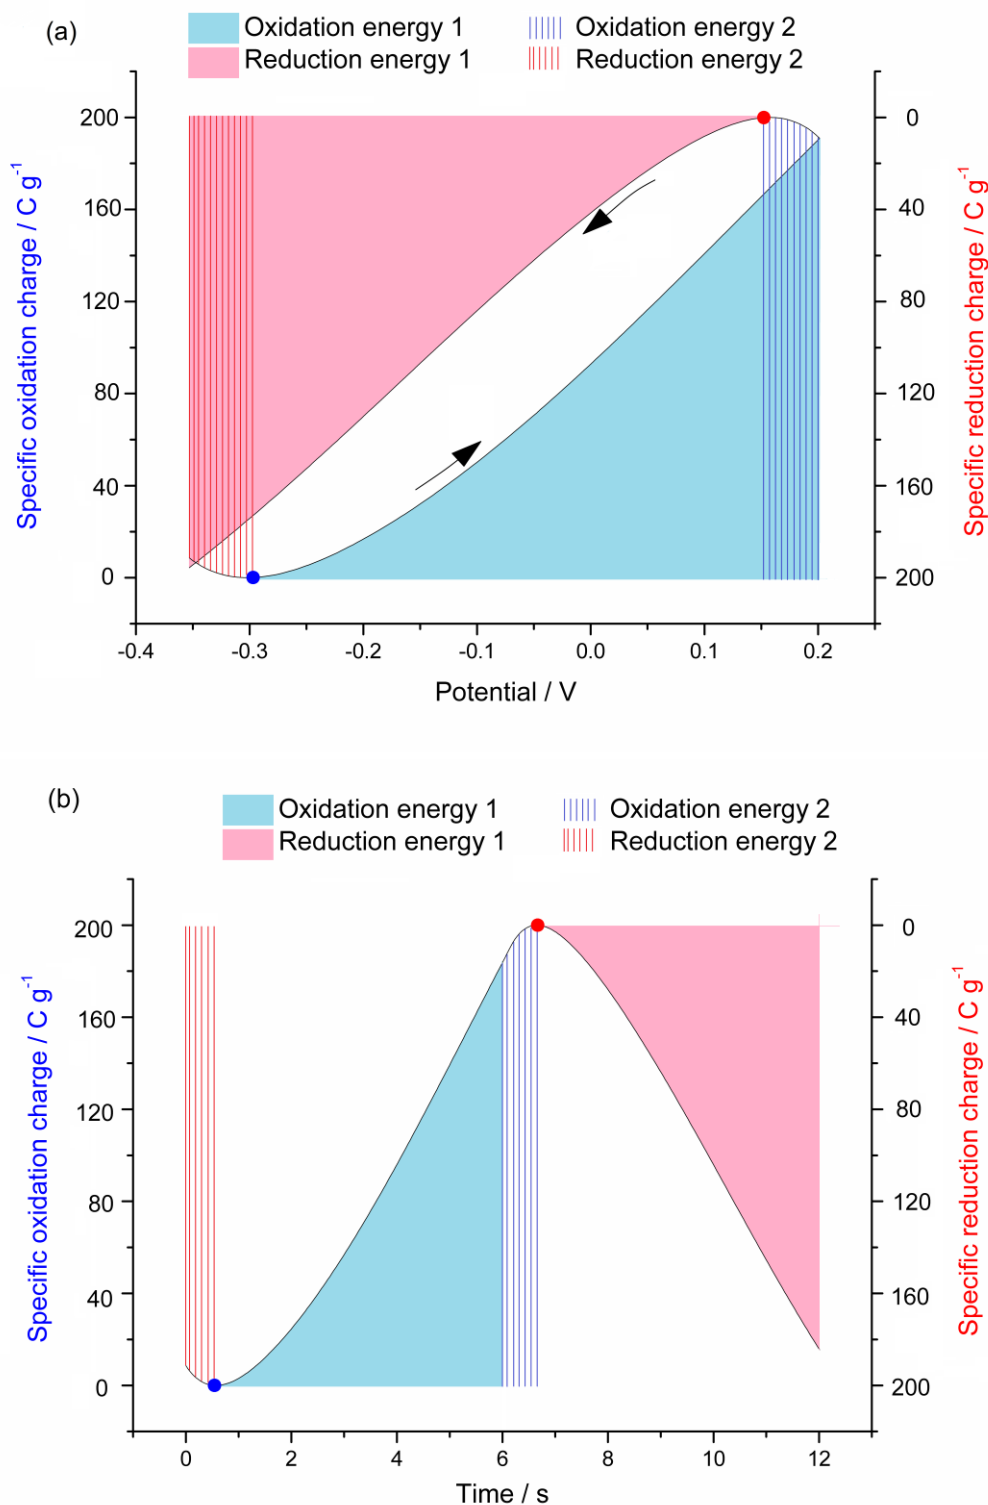 (a)
Oxidation energy 1
Oxidation energy 2
Reduction energy 1
Reduction energy 2
Specific oxidation charge / C g⁻¹
200
160
120
80
40
0
0
40
80
120
160
200
Specific reduction charge / C g⁻¹
-0.4
-0.3
-0.2
-0.1
0.0
0.1
0.2
Potential / V
(b)
Oxidation energy 1
Oxidation energy 2
Reduction energy 1
Reduction energy 2
Specific oxidation charge / C g⁻¹
200
160
120
80
40
0
0
40
80
120
160
200
Specific reduction charge / C g⁻¹
0
2
4
6
8
10
12
Time / s